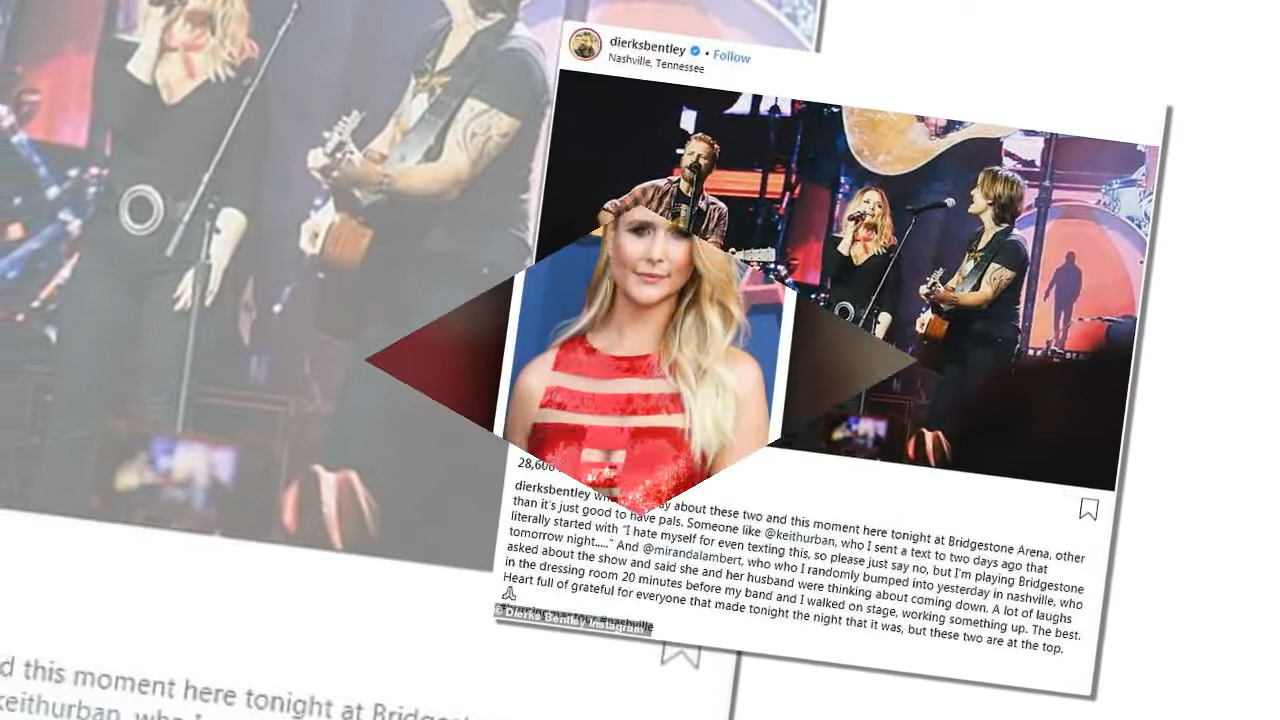 dierksbentley • Follow
Nashville, Tennessee
28,600
dierksbentley about these two and this moment here tonight at Bridgestone Arena, other
than it's just good to have pals. Someone like @keithurban, who I sent a text to two days ago that
literally started with "I hate myself for even texting this, so please just say no, but I'm playing Bridgestone
tomorrow night....." And @mirandalambert, who who I randomly bumped into yesterday in nashville, who
asked about the show and said she and her husband were thinking about coming down. A lot of laughs
in the dressing room 20 minutes before my band and I walked on stage, working something up. The best.
Heart full of grateful for everyone that made tonight the night that it was, but these two are at the top.
#nashville
© Dierks Bentley Instagram
d this moment here tonight at
keithurban, who